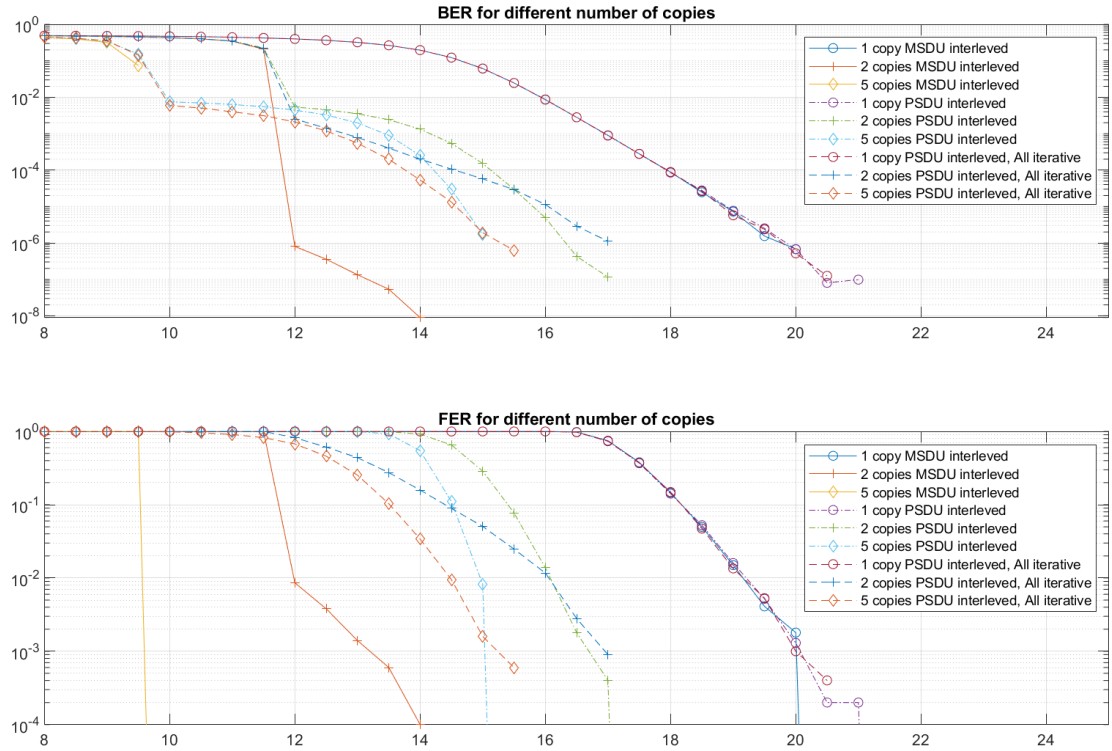 BER for different number of copies
10^0
10^-2
10^-4
10^-6
10^-8
8 10 12 14 16 18 20 22 24
1 copy MSDU interleved
2 copies MSDU interleved
5 copies MSDU interleved
1 copy PSDU interleved
2 copies PSDU interleved
5 copies PSDU interleved
1 copy PSDU interleved, All iterative
2 copies PSDU interleved, All iterative
5 copies PSDU interleved, All iterative
FER for different number of copies
10^0
10^-1
10^-2
10^-3
10^-4
8 10 12 14 16 18 20 22 24
1 copy MSDU interleved
2 copies MSDU interleved
5 copies MSDU interleved
1 copy PSDU interleved
2 copies PSDU interleved
5 copies PSDU interleved
1 copy PSDU interleved, All iterative
2 copies PSDU interleved, All iterative
5 copies PSDU interleved, All iterative